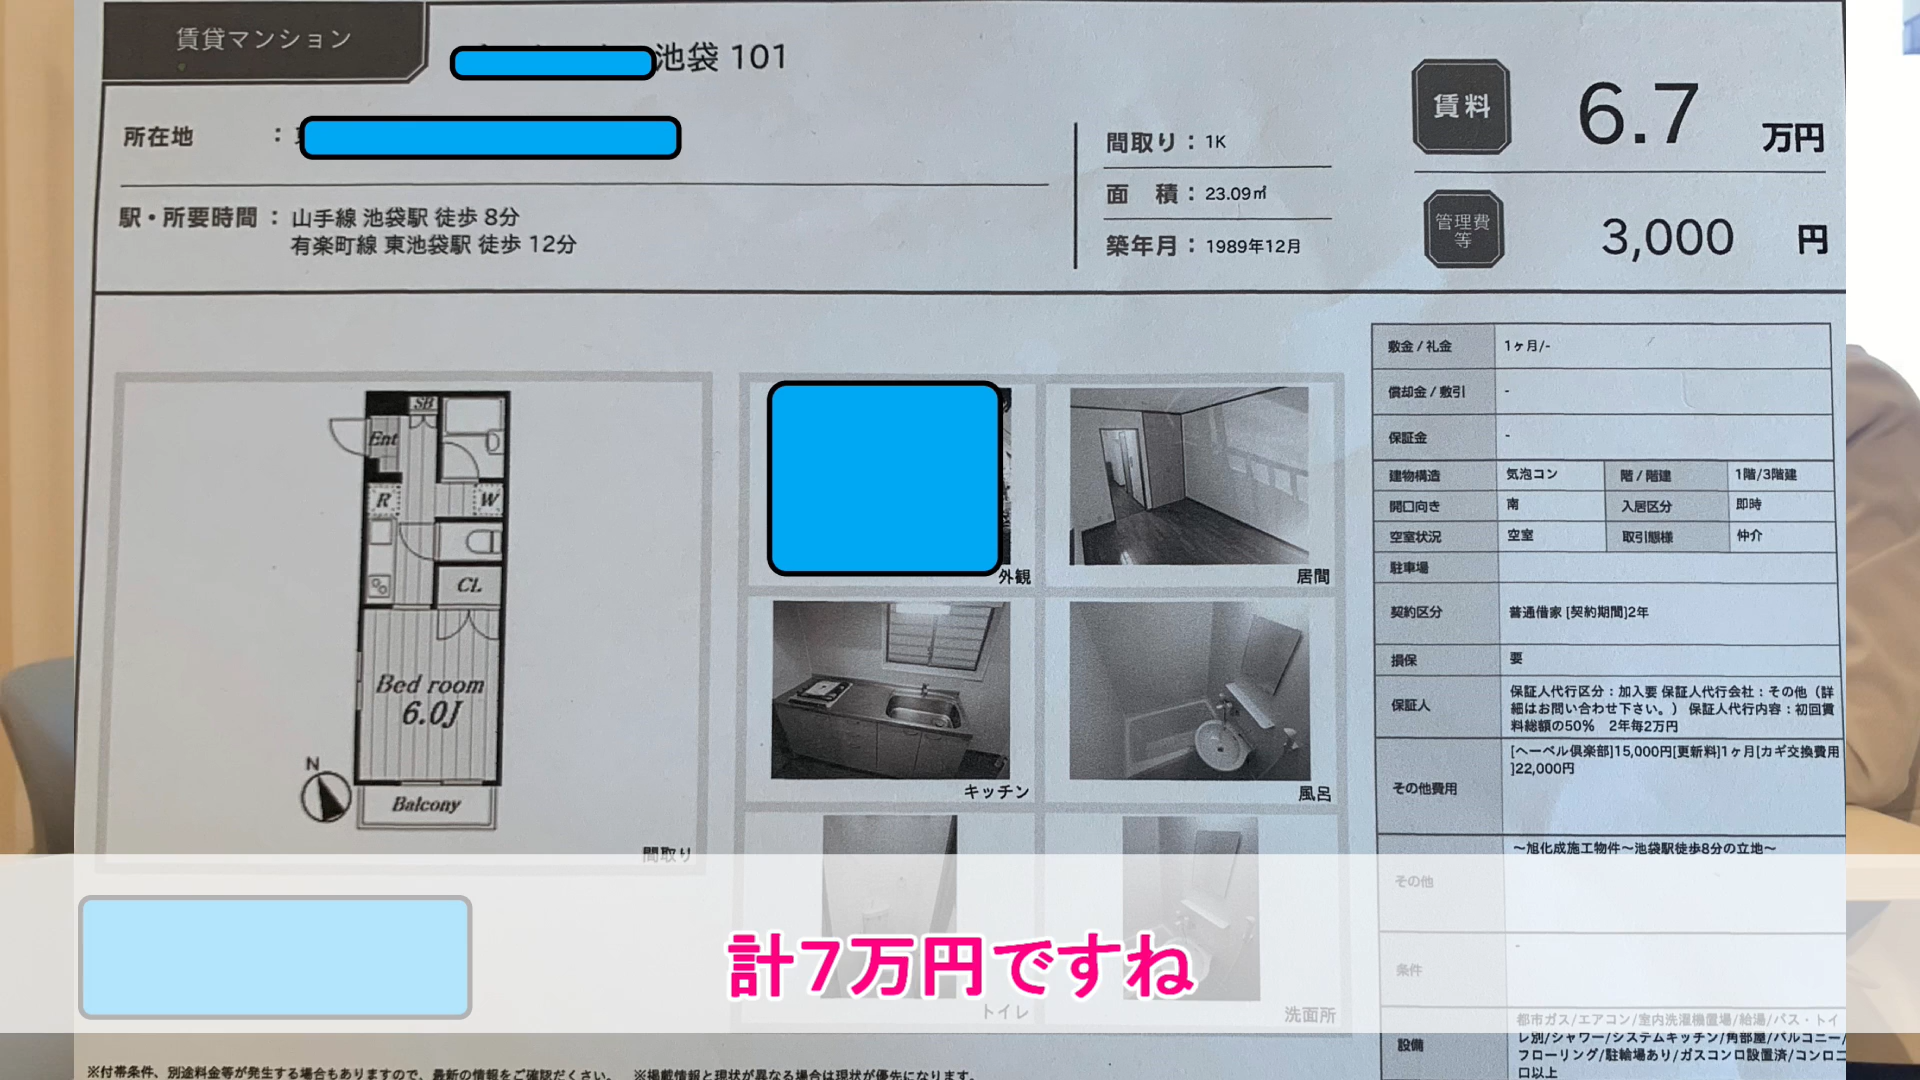 賃貸マンション
池袋 101
所在地 :
駅・所要時間 : 山手線 池袋駅 徒歩 8分
有楽町線 東池袋駅 徒歩 12分
間取り : 1K
面 積 : 23.09㎡
築年月 : 1989年12月
賃料 6.7 万円
管理費等 3,000 円
SB
Ent
R
W
CL
Bed room
6.0J
N
Balcony
間取り
外観
居間
キッチン
風呂
トイレ
洗面所
敷金 / 礼金 1ヶ月/-
償却金 / 敷引 -
保証金 -
建物構造 気泡コン 階 / 階建 1階/3階建
開口向き 南 入居区分 即時
空室状況 空室 取引態様 仲介
駐車場
契約区分 普通借家 [契約期間]2年
損保 要
保証人 保証人代行区分：加入要 保証人代行会社：その他（詳
細はお問い合わせ下さい。） 保証人代行内容：初回賃
料総額の50% 2年毎2万円
その他費用 [ヘーベル倶楽部]15,000円[更新料]1ヶ月[カギ交換費用
]22,000円
その他 〜旭化成施工物件〜池袋駅徒歩8分の立地〜
条件 -
設備 都市ガス/エアコン/室内洗濯機置場/給湯/バス・トイ
レ別/シャワー/システムキッチン/角部屋/バルコニー/
フローリング/駐輪場あり/ガスコンロ設置済/コンロ二
口以上
計7万円ですね
※付帯条件、別途料金等が発生する場合もありますので、最新の情報をご確認ください。 ※掲載情報と現状が異なる場合は現状が優先になります。